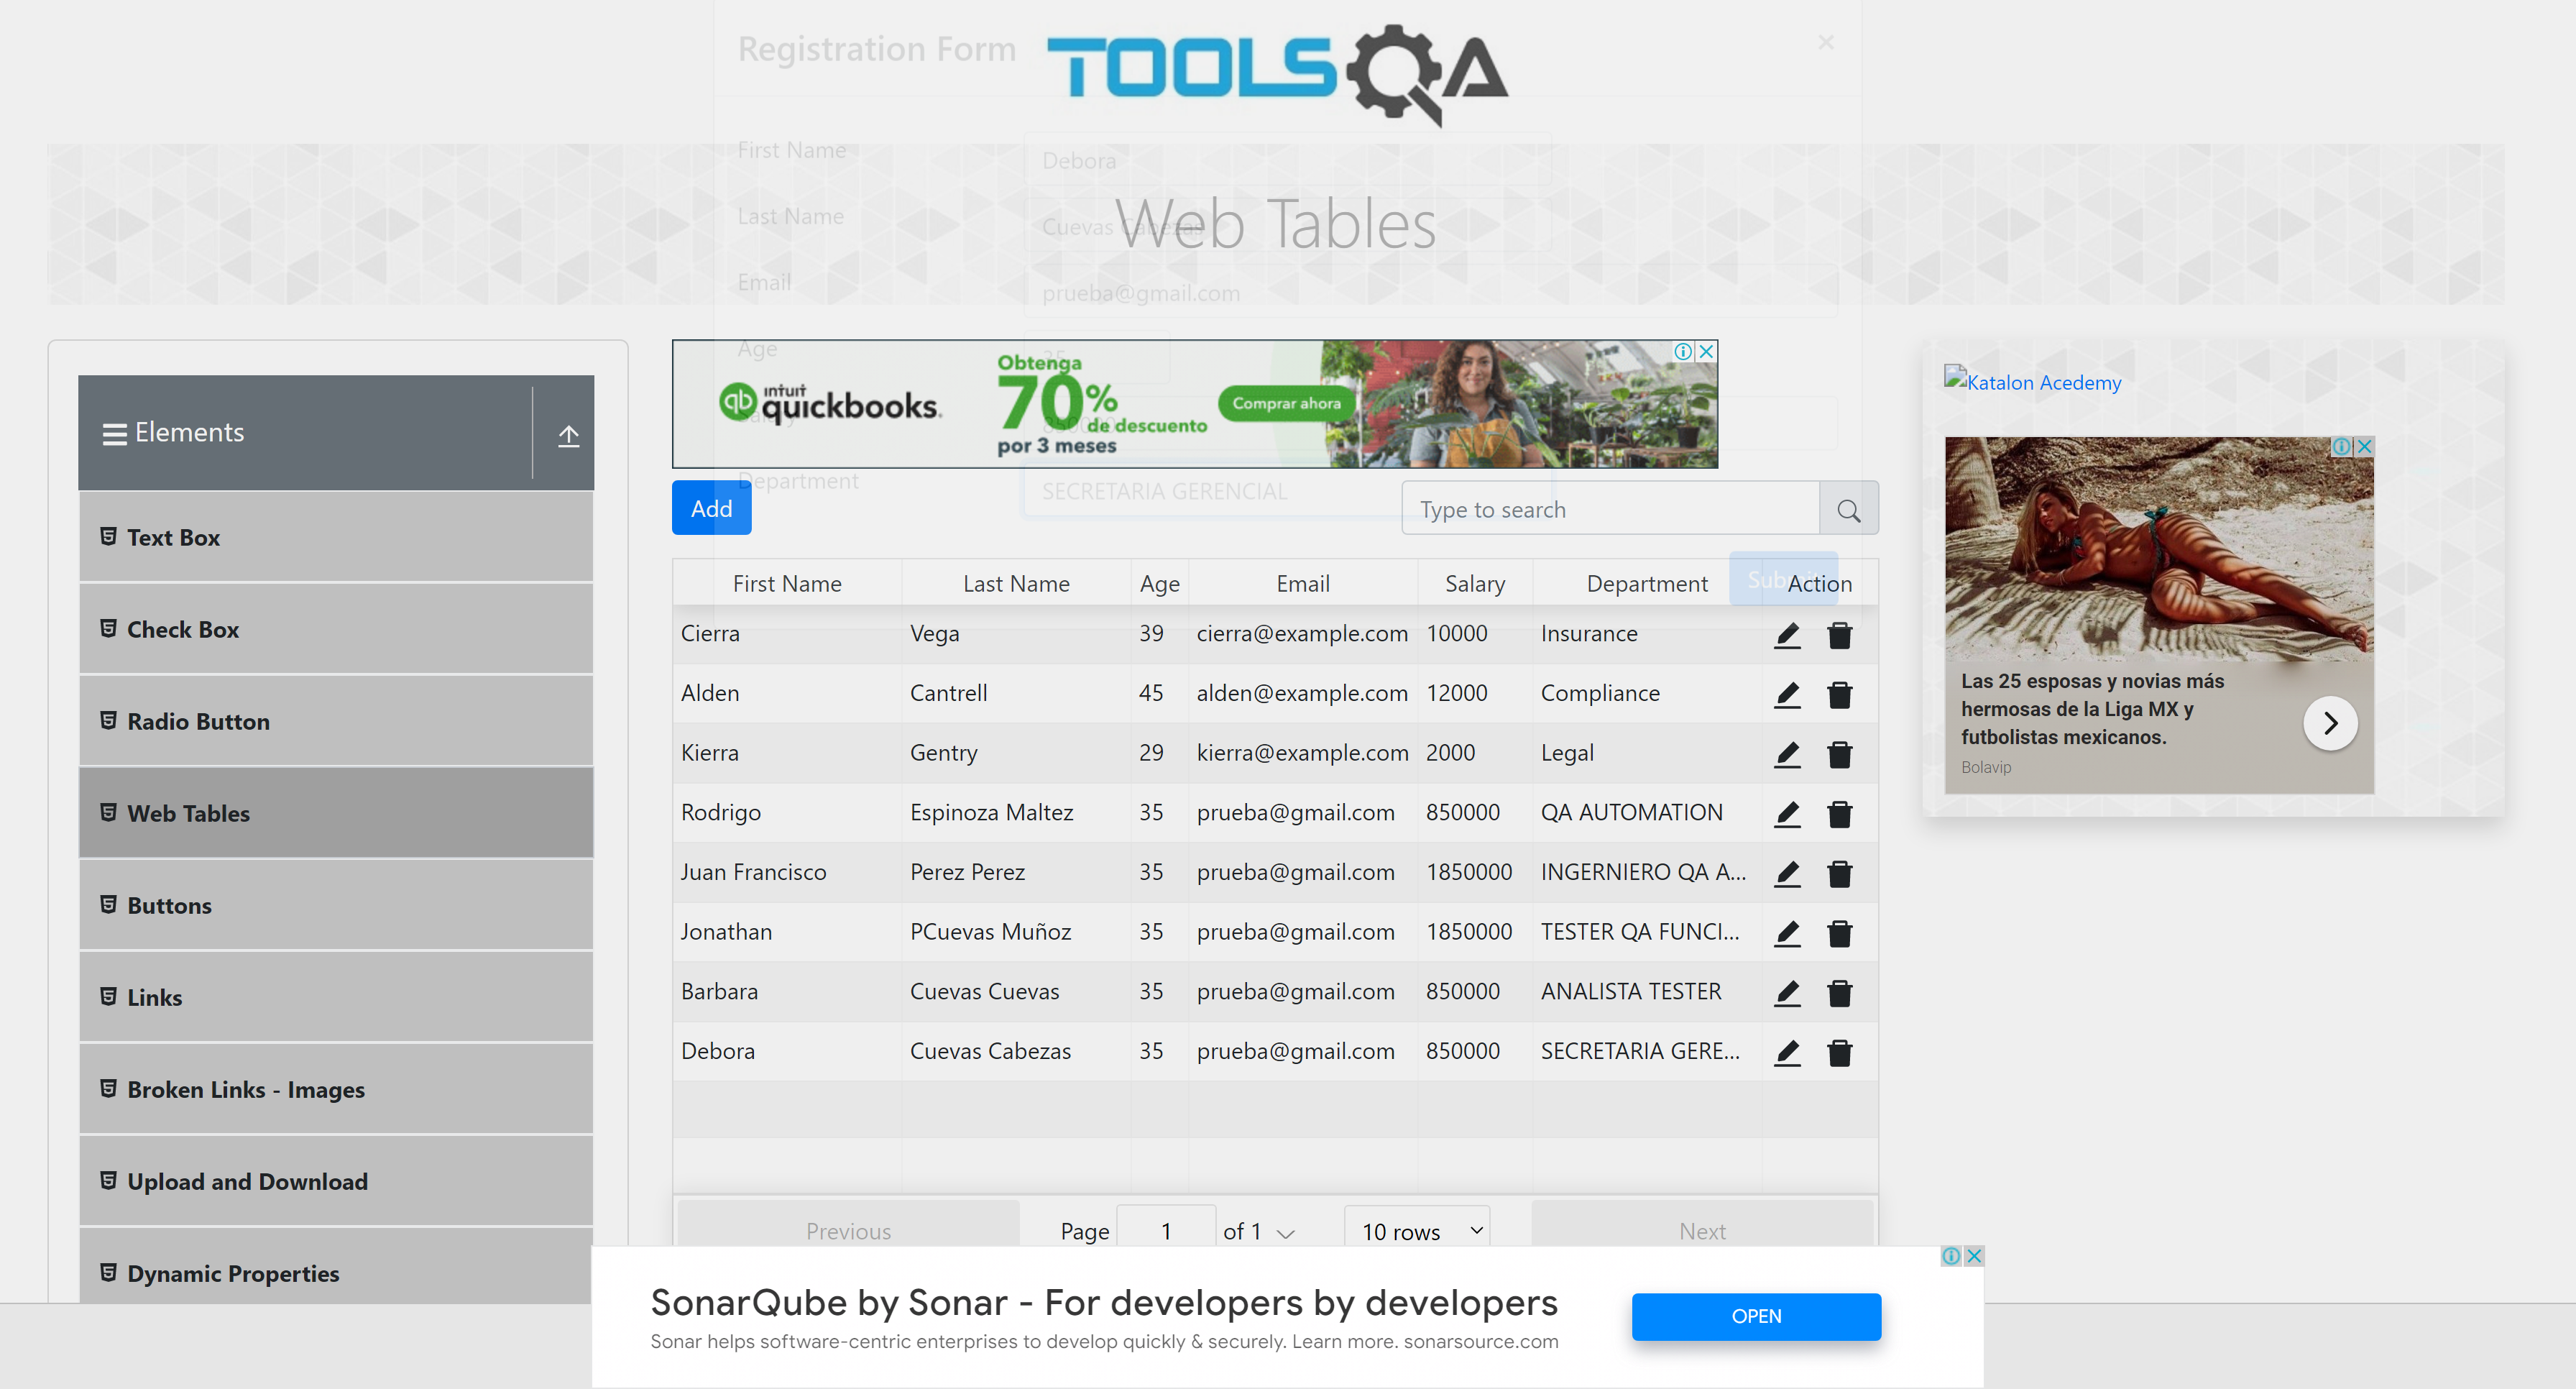 Registration Form
TOOLSQA
×
First Name
Debora
Last Name
Cuevas Cabezas
Web Tables
Email
prueba@gmail.com
Age
Salary
850000
Department
SECRETARIA GERENCIAL
Submit
Elements
Text Box
Check Box
Radio Button
Web Tables
Buttons
Links
Broken Links - Images
Upload and Download
Dynamic Properties
qb
INTUIT
quickbooks.
Obtenga
70%
de descuento
por 3 meses
Comprar ahora
Add
Type to search
First Name Last Name Age Email Salary Department Action
Cierra Vega 39 cierra@example.com 10000 Insurance
Alden Cantrell 45 alden@example.com 12000 Compliance
Kierra Gentry 29 kierra@example.com 2000 Legal
Rodrigo Espinoza Maltez 35 prueba@gmail.com 850000 QA AUTOMATION
Juan Francisco Perez Perez 35 prueba@gmail.com 1850000 INGERNIERO QA A...
Jonathan PCuevas Muñoz 35 prueba@gmail.com 1850000 TESTER QA FUNCI...
Barbara Cuevas Cuevas 35 prueba@gmail.com 850000 ANALISTA TESTER
Debora Cuevas Cabezas 35 prueba@gmail.com 850000 SECRETARIA GERE...
Previous Page 1 of 1 10 rows Next
Katalon Acedemy
Las 25 esposas y novias más
hermosas de la Liga MX y
futbolistas mexicanos.
Bolavip
SonarQube by Sonar - For developers by developers
Sonar helps software-centric enterprises to develop quickly & securely. Learn more. sonarsource.com
OPEN